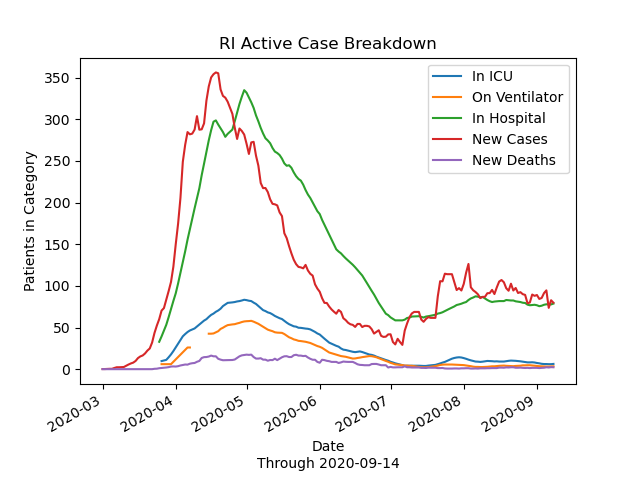 RI Active Case Breakdown
In ICU
On Ventilator
In Hospital
New Cases
New Deaths
Patients in Category
350
300
250
200
150
100
50
0
2020-03
2020-04
2020-05
2020-06
2020-07
2020-08
2020-09
Date
Through 2020-09-14